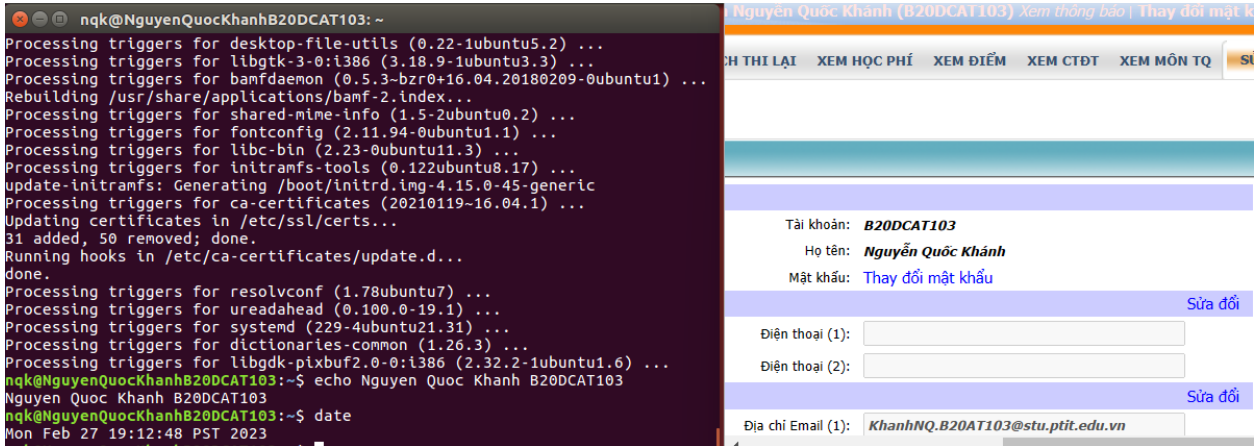 nqk@NguyenQuocKhanhB20DCAT103: ~
Processing triggers for desktop-file-utils (0.22-1ubuntu5.2) ...
Processing triggers for libgtk-3-0:i386 (3.18.9-1ubuntu3.3) ...
Processing triggers for bamfdaemon (0.5.3~bzr0+16.04.20180209-0ubuntu1) ...
Rebuilding /usr/share/applications/bamf-2.index...
Processing triggers for shared-mime-info (1.5-2ubuntu0.2) ...
Processing triggers for fontconfig (2.11.94-0ubuntu1.1) ...
Processing triggers for libc-bin (2.23-0ubuntu11.3) ...
Processing triggers for initramfs-tools (0.122ubuntu8.17) ...
update-initramfs: Generating /boot/initrd.img-4.15.0-45-generic
Processing triggers for ca-certificates (20210119~16.04.1) ...
Updating certificates in /etc/ssl/certs...
31 added, 50 removed; done.
Running hooks in /etc/ca-certificates/update.d...
done.
Processing triggers for resolvconf (1.78ubuntu7) ...
Processing triggers for ureadahead (0.100.0-19.1) ...
Processing triggers for systemd (229-4ubuntu21.31) ...
Processing triggers for dictionaries-common (1.26.3) ...
Processing triggers for libgdk-pixbuf2.0-0:i386 (2.32.2-1ubuntu1.6) ...
nqk@NguyenQuocKhanhB20DCAT103:~$ echo Nguyen Quoc Khanh B20DCAT103
Nguyen Quoc Khanh B20DCAT103
nqk@NguyenQuocKhanhB20DCAT103:~$ date
Mon Feb 27 19:12:48 PST 2023
Nguyễn Quốc Khánh (B20DCAT103) Xem thông báo | Thay đổi mật
THI LẠI XEM HỌC PHÍ XEM ĐIỂM XEM CTĐT XEM MÔN TQ
Tài khoản: B20DCAT103
Họ tên: Nguyễn Quốc Khánh
Mật khẩu: Thay đổi mật khẩu
Sửa đổi
Điện thoại (1):
Điện thoại (2):
Sửa đổi
Địa chỉ Email (1): KhanhNQ.B20AT103@stu.ptit.edu.vn